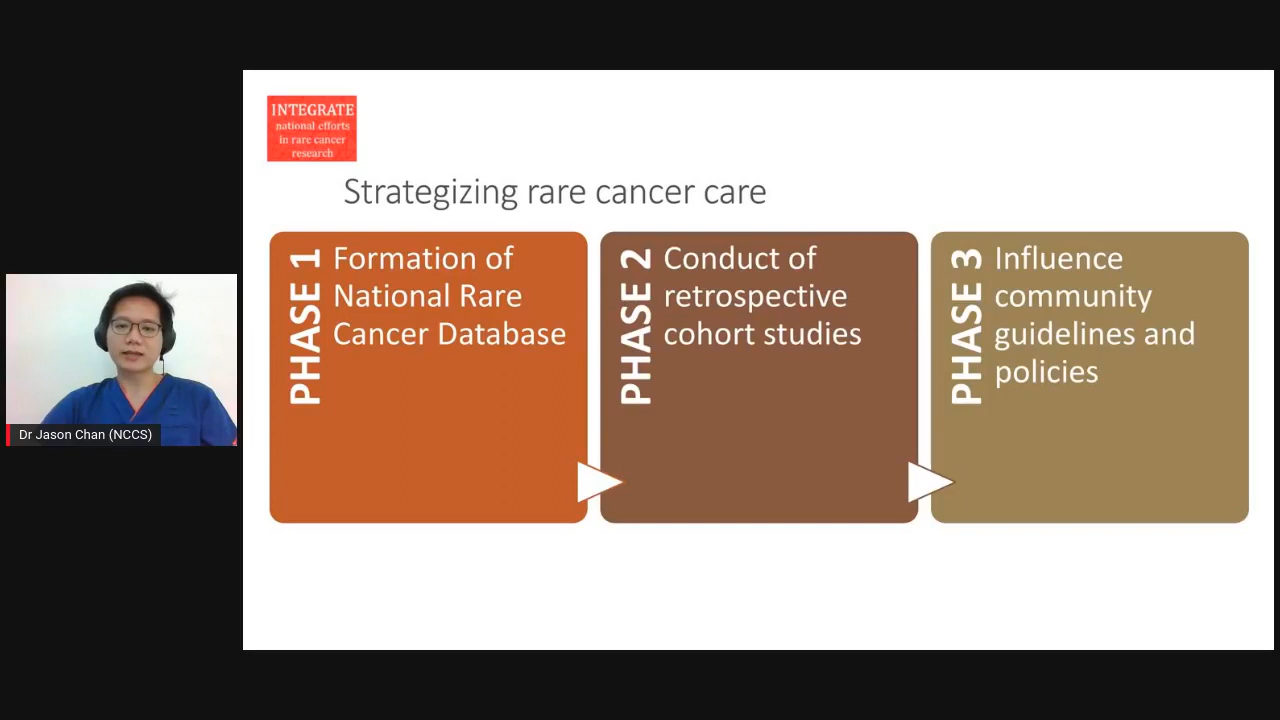 INTEGRATE
national efforts
in rare cancer
research
Strategizing rare cancer care
PHASE 1
Formation of
National Rare
Cancer Database
PHASE 2
Conduct of
retrospective
cohort studies
PHASE 3
Influence
community
guidelines and
policies
Dr Jason Chan (NCCS)